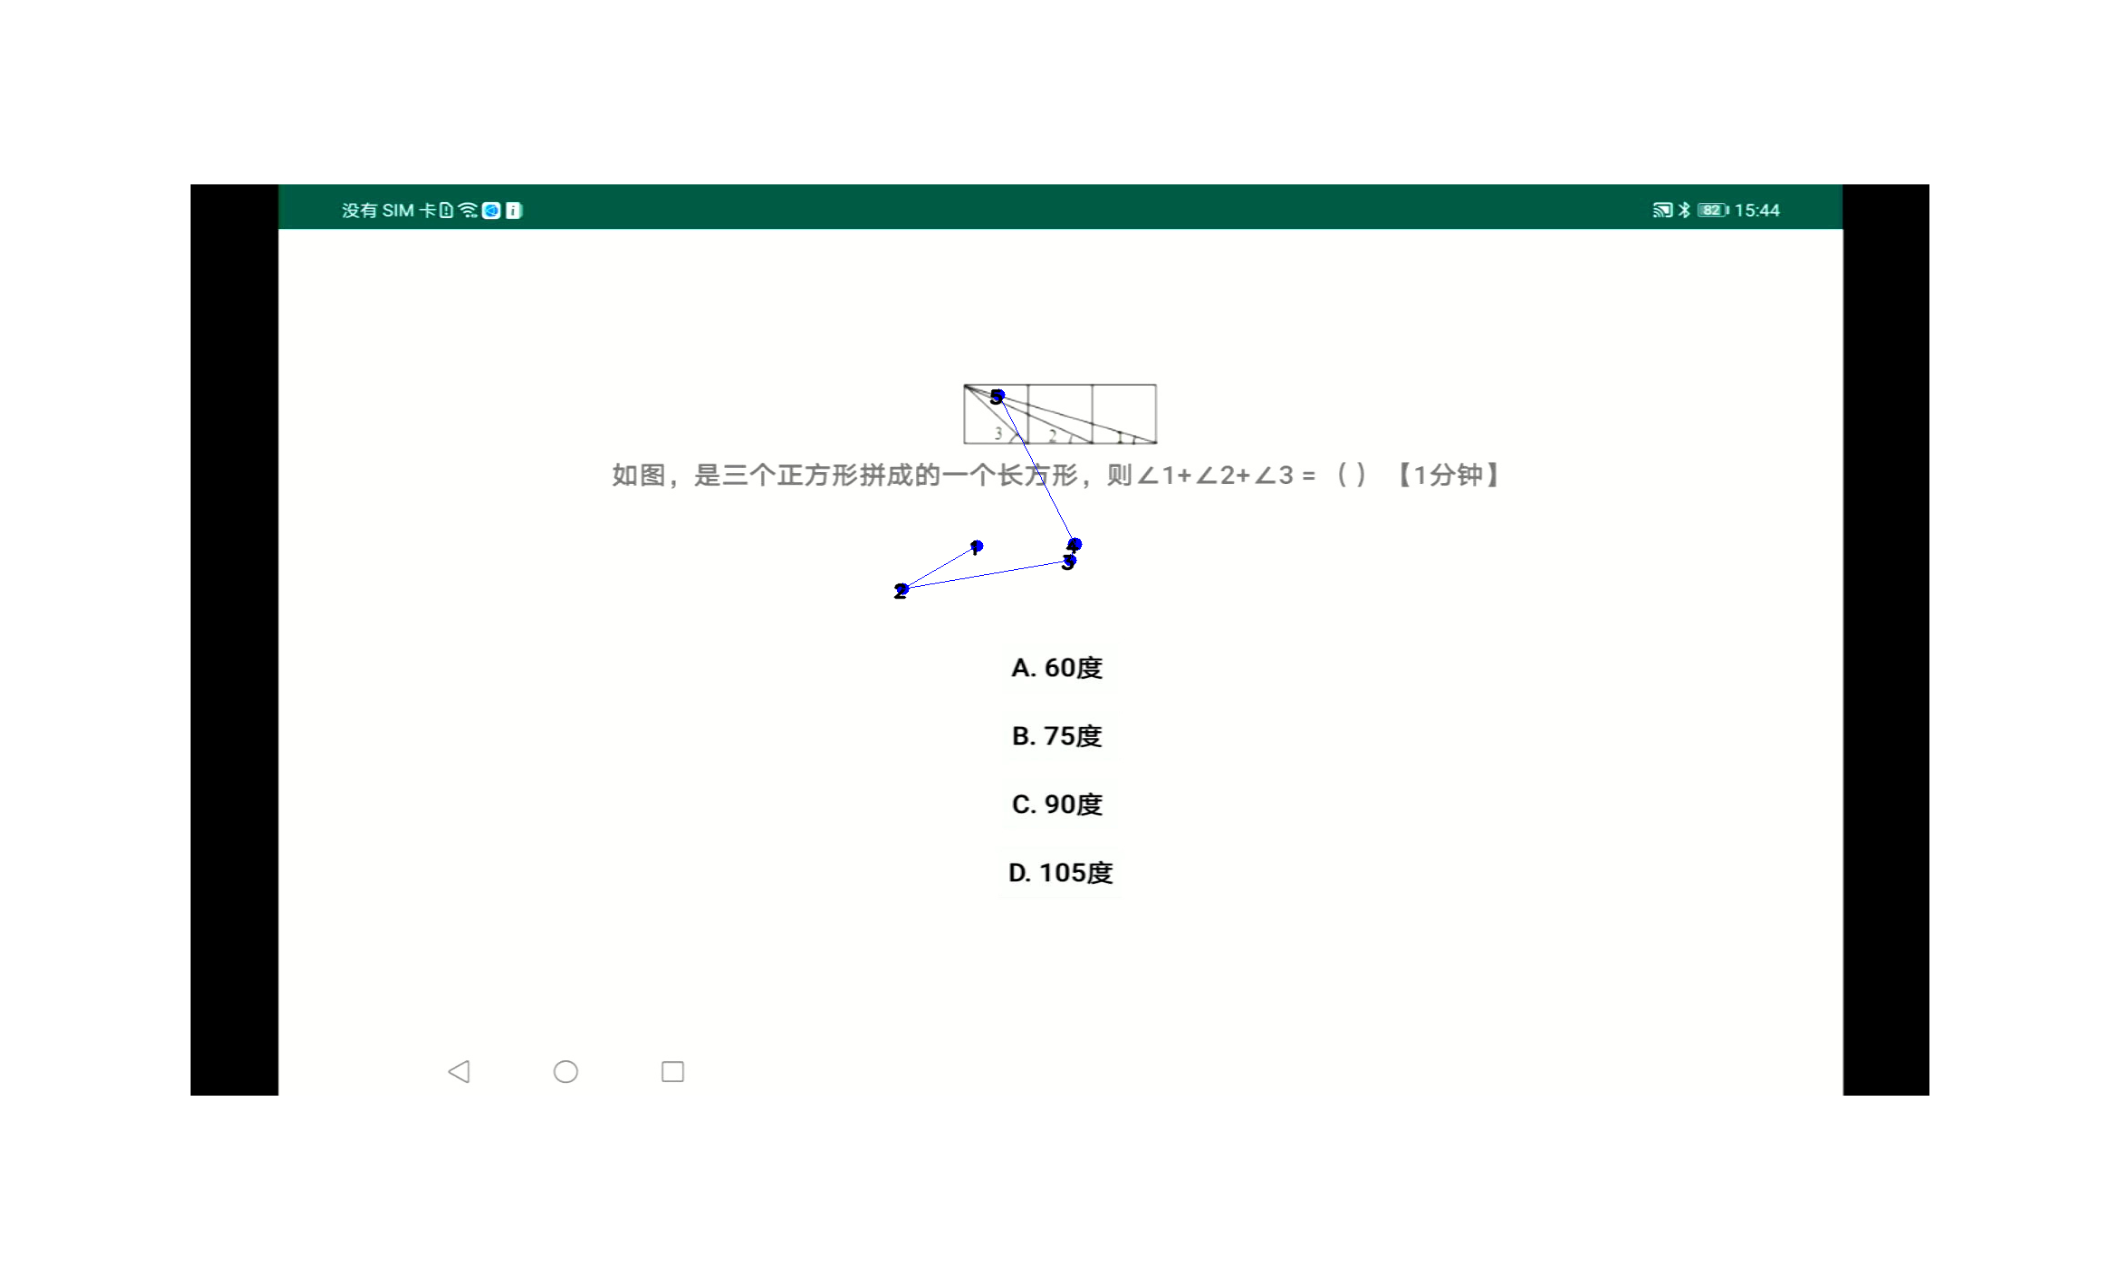 没有 SIM 卡
82 15:44
5
3 2 1
如图，是三个正方形拼成的一个长方形，则∠1+∠2+∠3 =（ ）【1分钟】
1 4
3
2
A. 60度
B. 75度
C. 90度
D. 105度